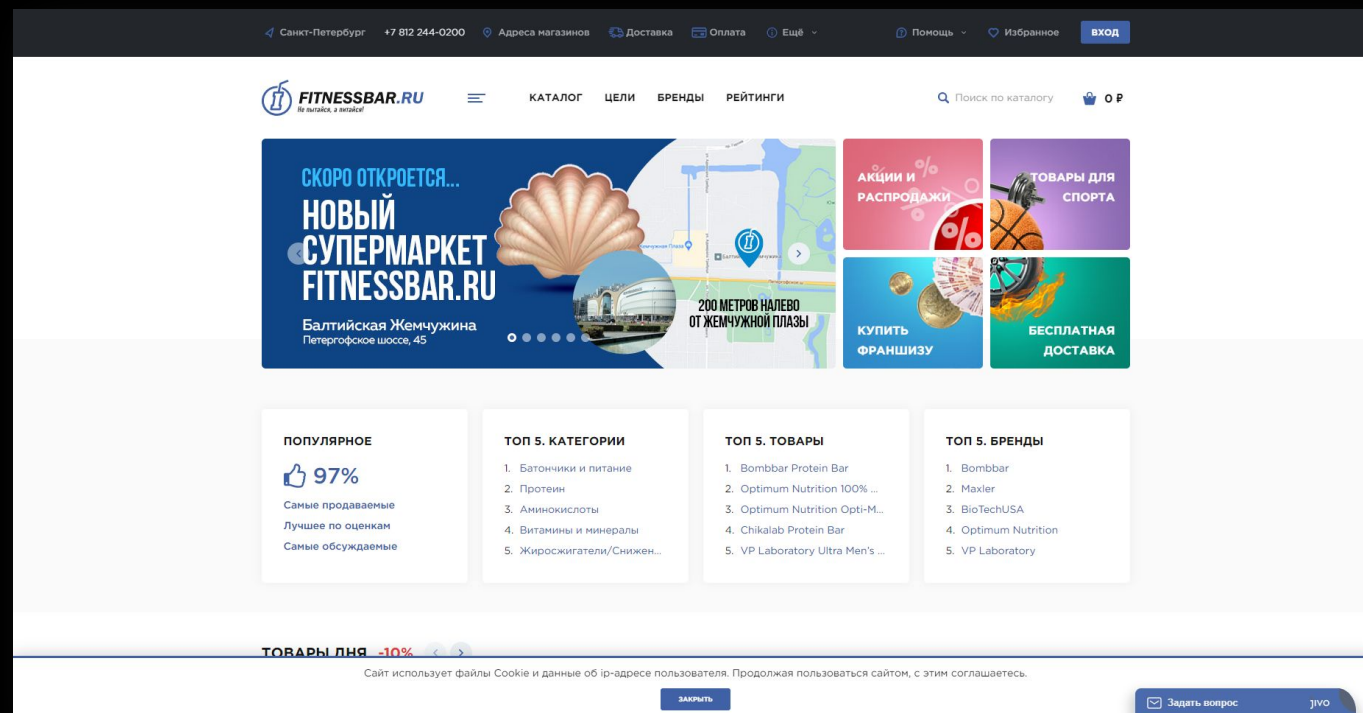 Санкт-Петербург +7 812 244-0200 Адреса магазинов Доставка Оплата Ещё Помощь Избранное ВХОД
FITNESSBAR.RU
Не пытайся, а питайся!
КАТАЛОГ ЦЕЛИ БРЕНДЫ РЕЙТИНГИ
Поиск по каталогу
0 ₽
СКОРО ОТКРОЕТСЯ...
НОВЫЙ
СУПЕРМАРКЕТ
FITNESSBAR.RU
Балтийская Жемчужина
Петергофское шоссе, 45
200 МЕТРОВ НАЛЕВО
ОТ ЖЕМЧУЖНОЙ ПЛАЗЫ
АКЦИИ И
РАСПРОДАЖИ
ТОВАРЫ ДЛЯ
СПОРТА
КУПИТЬ
ФРАНШИЗУ
БЕСПЛАТНАЯ
ДОСТАВКА
ПОПУЛЯРНОЕ
97%
Самые продаваемые
Лучшее по оценкам
Самые обсуждаемые
ТОП 5. КАТЕГОРИИ
1. Батончики и питание
2. Протеин
3. Аминокислоты
4. Витамины и минералы
5. Жиросжигатели/Снижен...
ТОП 5. ТОВАРЫ
1. Bombbar Protein Bar
2. Optimum Nutrition 100% ...
3. Optimum Nutrition Opti-M...
4. Chikalab Protein Bar
5. VP Laboratory Ultra Men's ...
ТОП 5. БРЕНДЫ
1. Bombbar
2. Maxler
3. BioTechUSA
4. Optimum Nutrition
5. VP Laboratory
ТОВАРЫ ДНЯ -10%
Сайт использует файлы Cookie и данные об ip-адресе пользователя. Продолжая пользоваться сайтом, с этим соглашаетесь.
ЗАКРЫТЬ
Задать вопрос JIVO